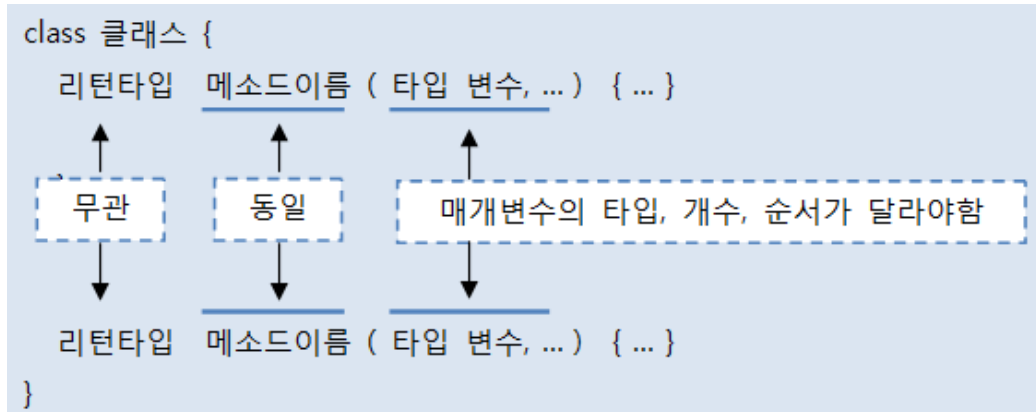 class 클래스 {
리턴타입 메소드이름 ( 타입 변수, ... ) { ... }
무관 동일 매개변수의 타입, 개수, 순서가 달라야함
리턴타입 메소드이름 ( 타입 변수, ... ) { ... }
}